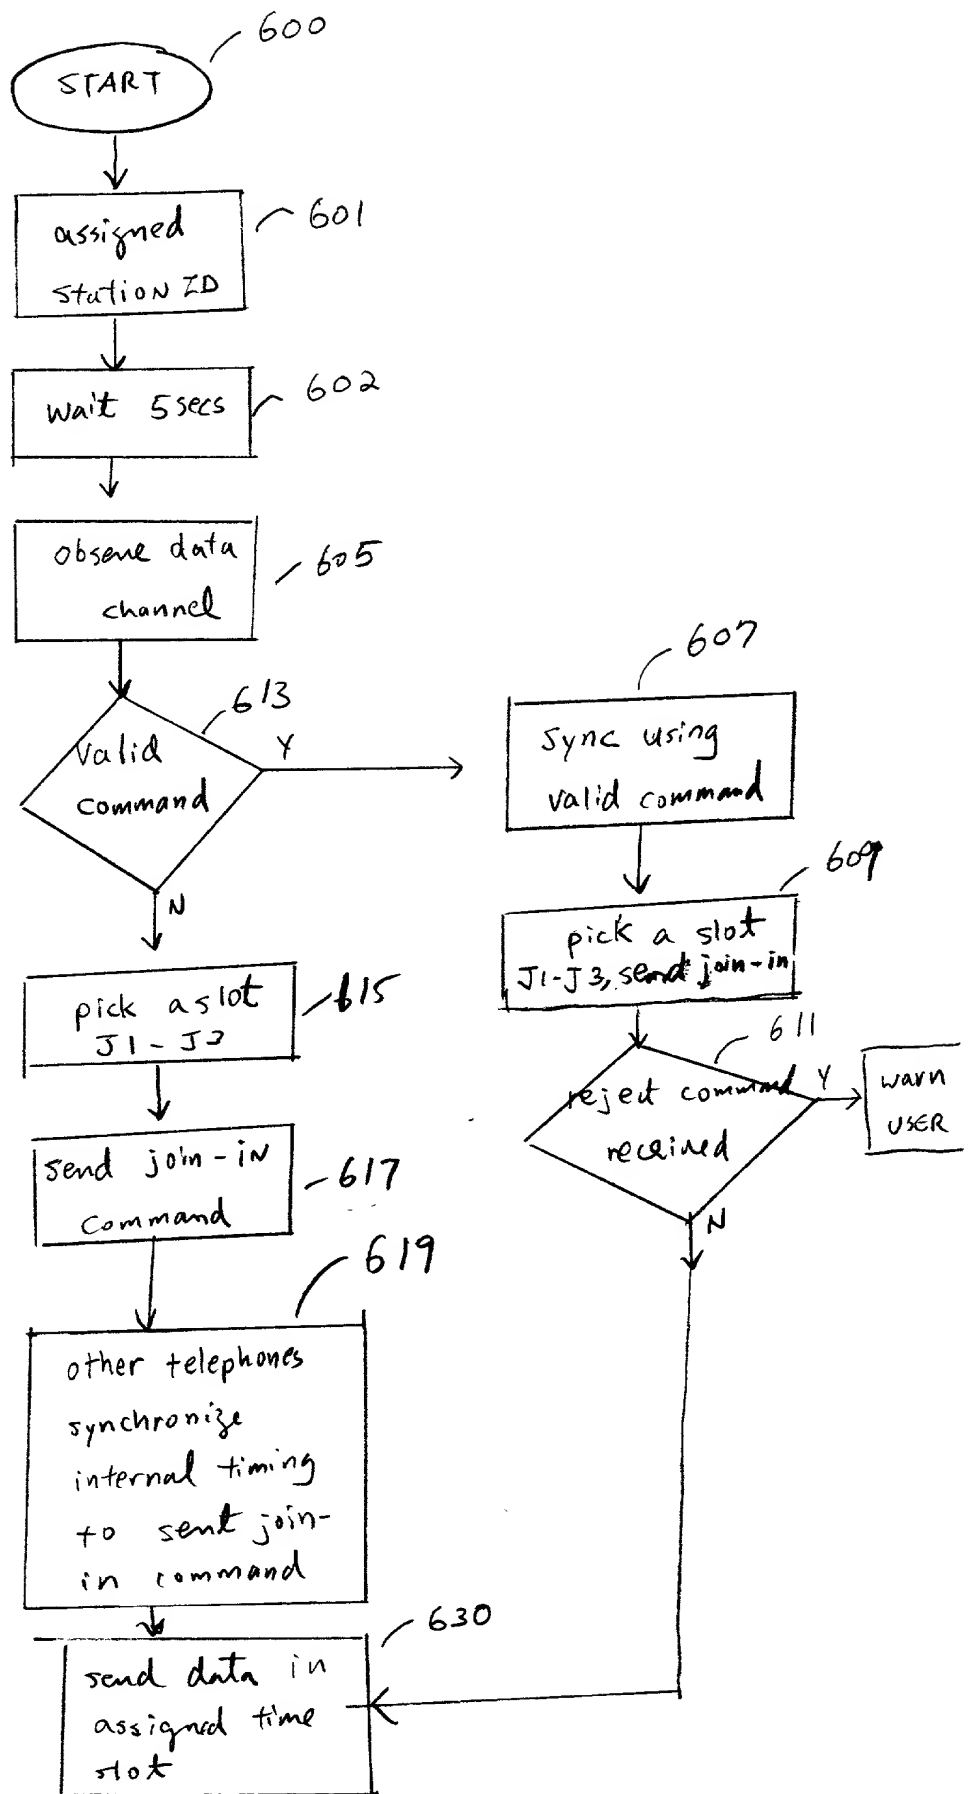 600
START
601
assigned
station ID
602
wait 5secs
observe data
channel
605
613
valid
command
Y
N
607
sync using
valid command
609
pick a slot
J1-J3, send join-in
611
reject command
received
Y
warn
USER
N
pick a slot
J1 - J3
615
send join-in
command
617
619
other telephones
synchronize
internal timing
to sent join-
in command
630
send data in
assigned time
slot